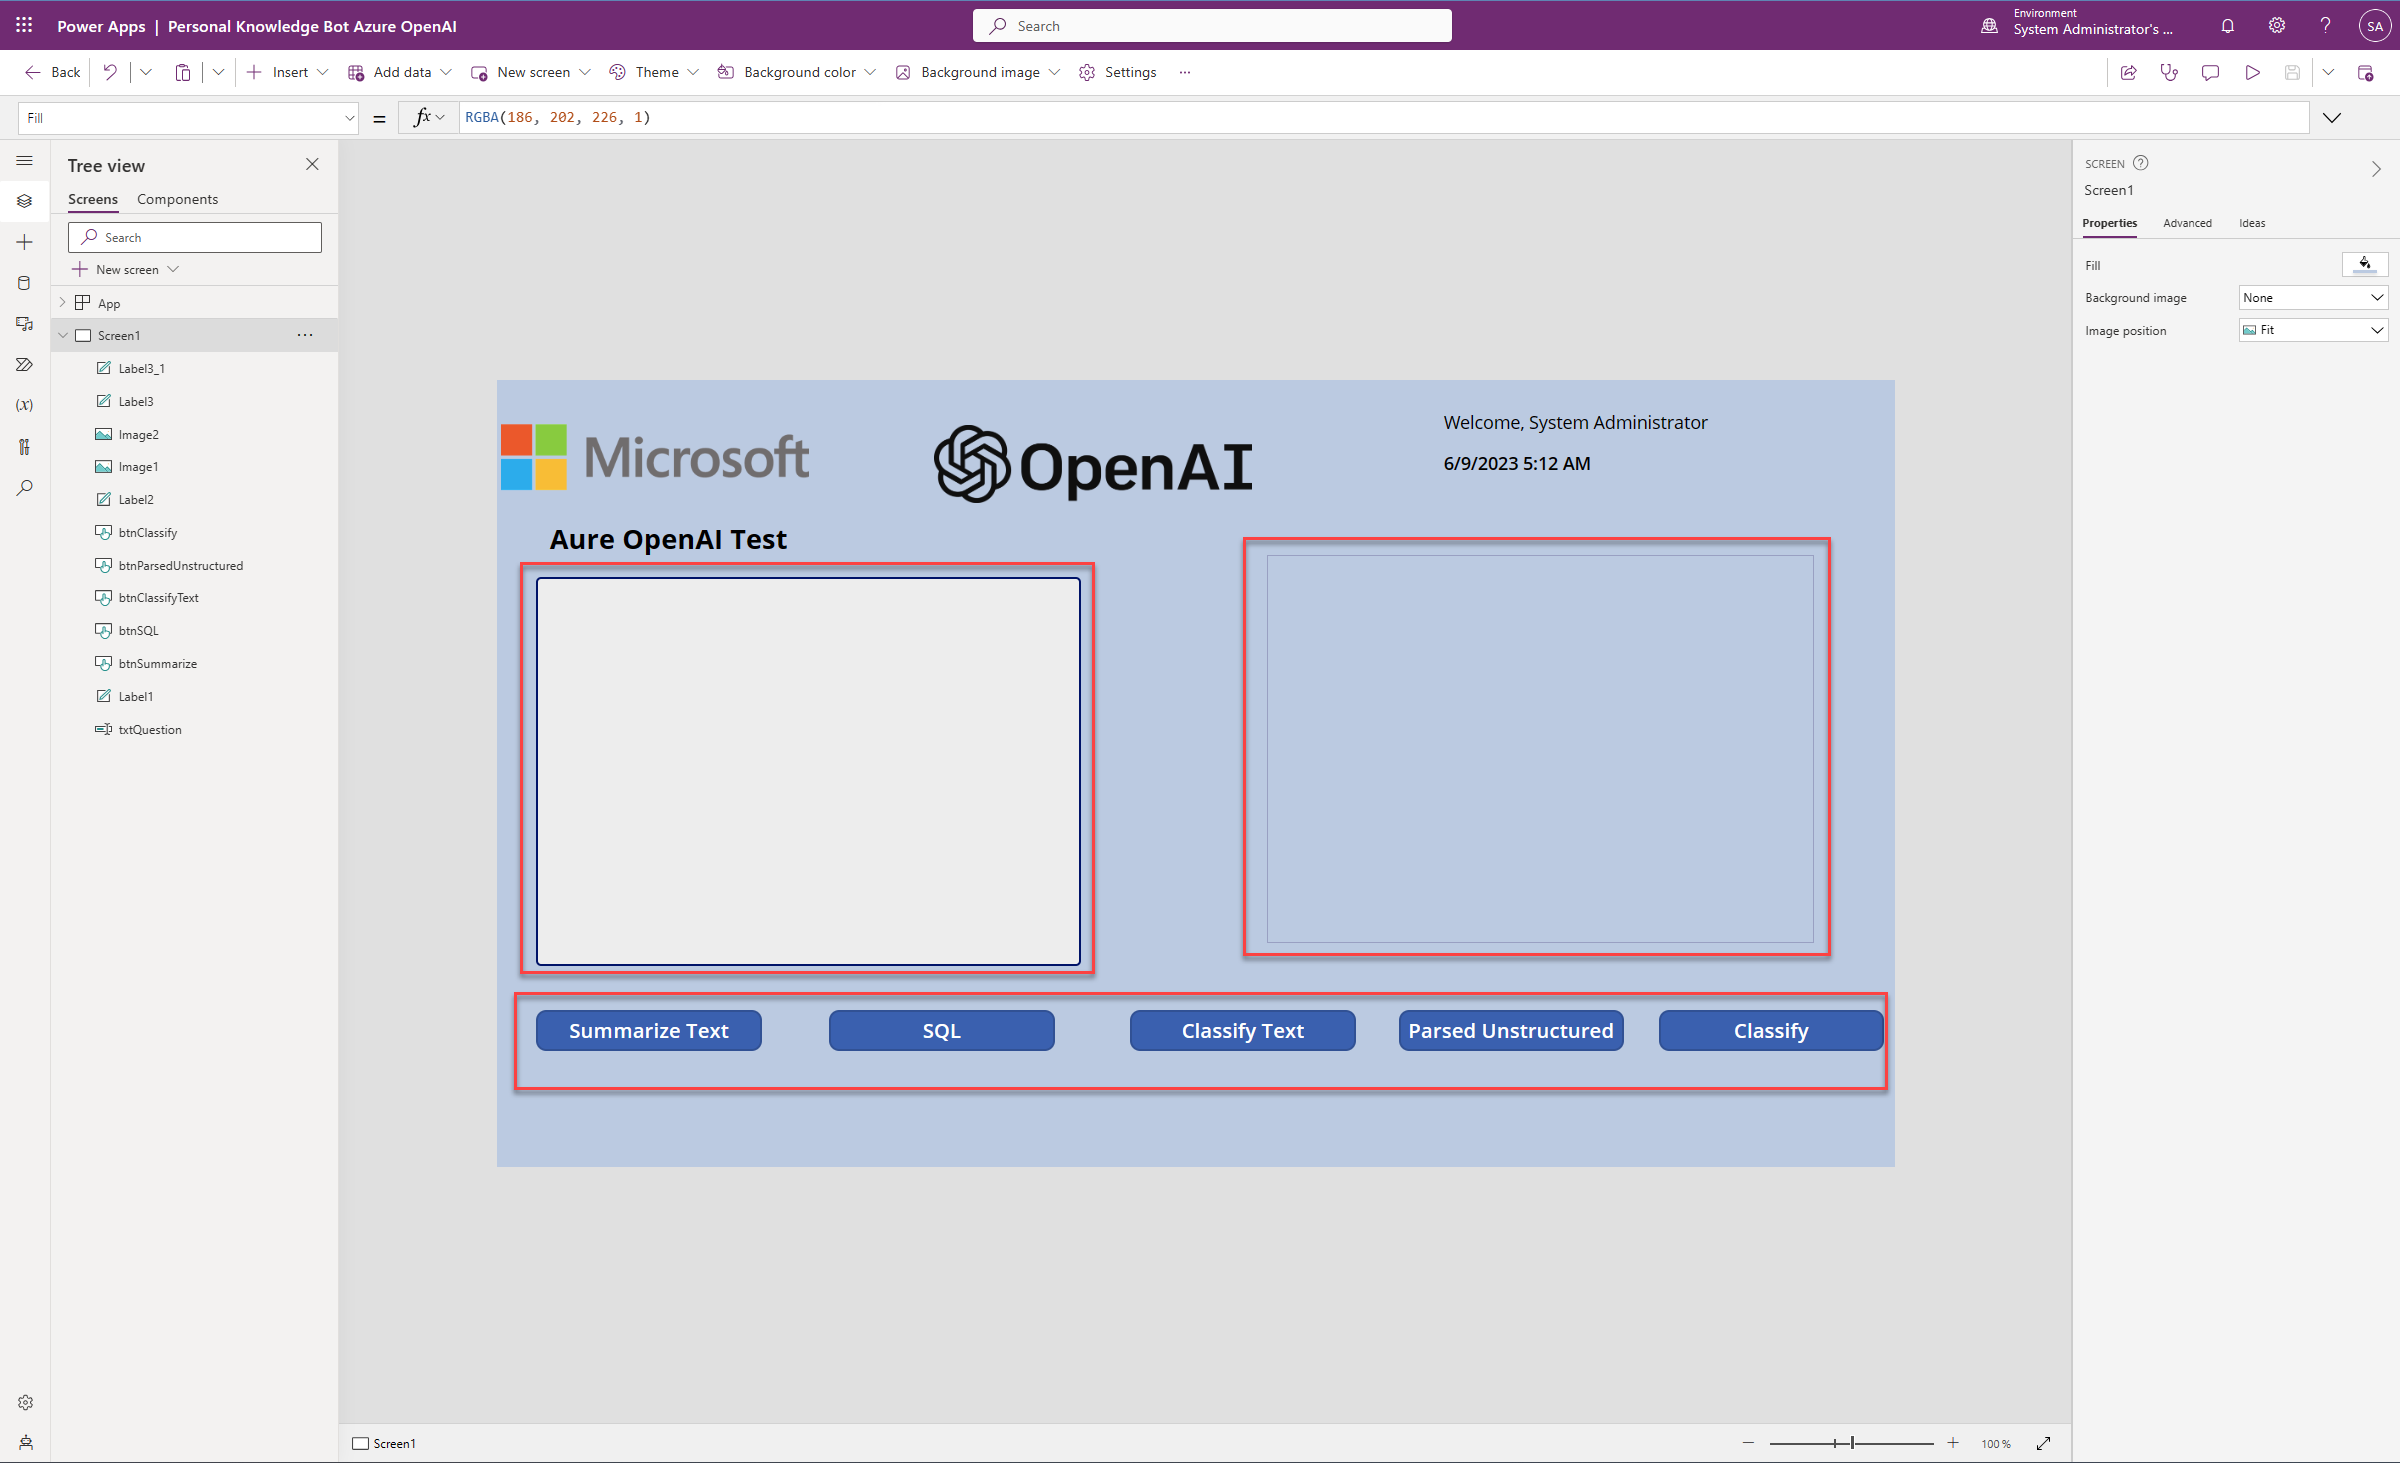 Power Apps | Personal Knowledge Bot Azure OpenAI
Search
Environment
System Administrator's ...
SA
Back
Insert
Add data
New screen
Theme
Background color
Background image
Settings
Fill
=
fx
RGBA(186, 202, 226, 1)
Tree view
Screens
Components
Search
New screen
App
Screen1
Label3_1
Label3
Image2
Image1
Label2
btnClassify
btnParsedUnstructured
btnClassifyText
btnSQL
btnSummarize
Label1
txtQuestion
(x)
Microsoft
OpenAI
Welcome, System Administrator
6/9/2023 5:12 AM
Aure OpenAI Test
Summarize Text
SQL
Classify Text
Parsed Unstructured
Classify
SCREEN
Screen1
Properties
Advanced
Ideas
Fill
Background image
None
Image position
Fit
Screen1
100 %